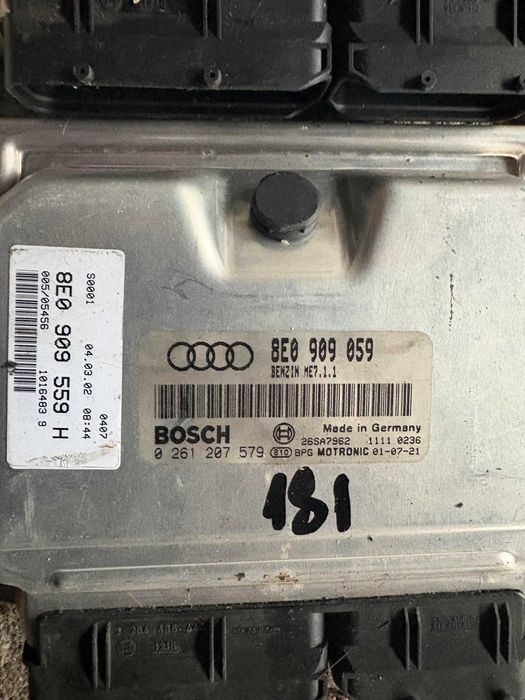 S0001 04.03.02 08:44 0407
8E0 909 559 H
005/05456 1016483 9
8E0 909 059
BENZIN ME7.1.1
Made in Germany
BOSCH 26SA7962 1111 0236
0 261 207 579 BPG MOTRONIC 01-07-21
181
1218